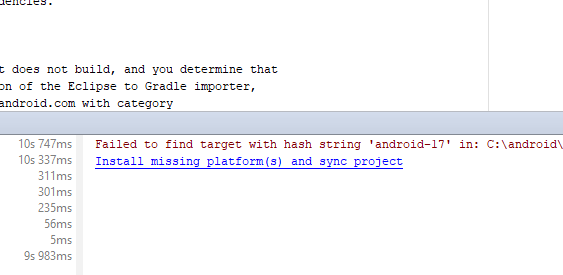 dencies.
t does not build, and you determine that
on of the Eclipse to Gradle importer,
android.com with category
10s 747ms Failed to find target with hash string 'android-17' in: C:\android\
10s 337ms Install missing platform(s) and sync project
311ms
301ms
235ms
56ms
5ms
9s 983ms